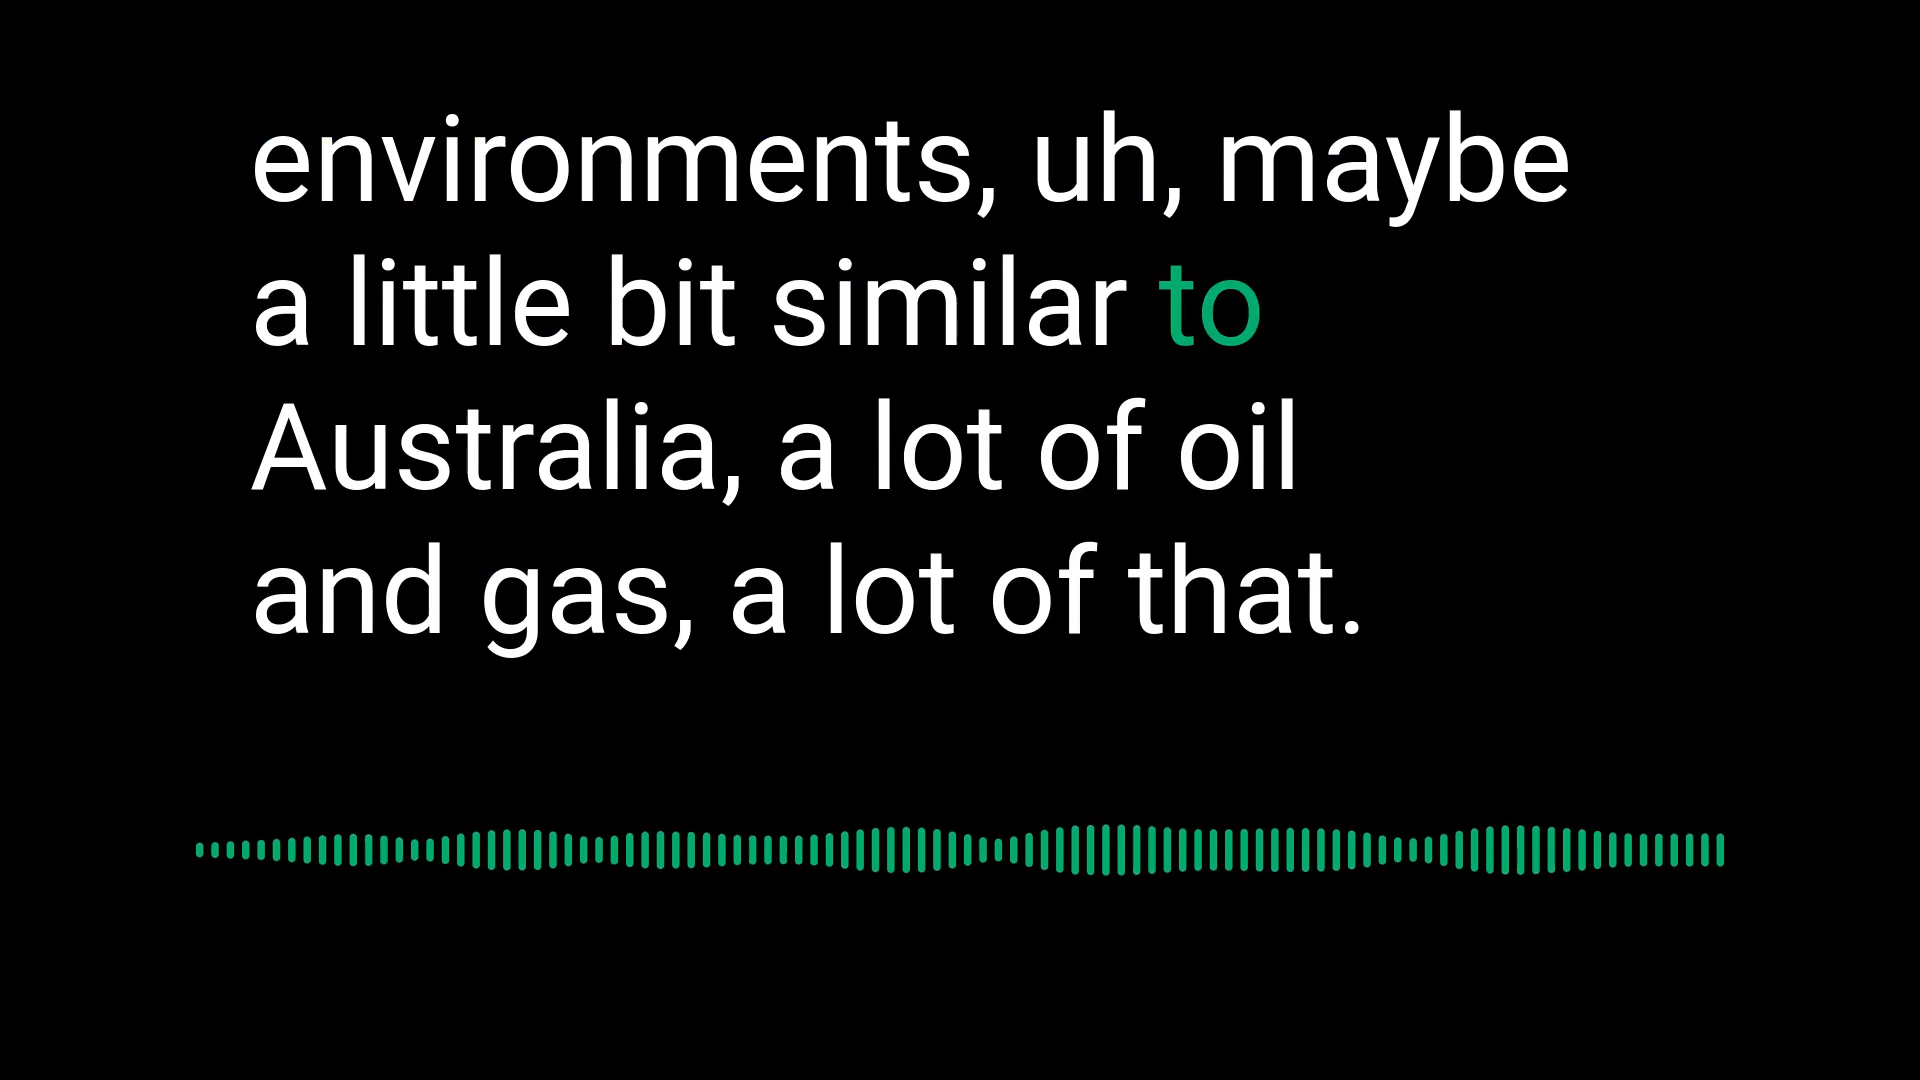 environments, uh, maybe
a little bit similar to
Australia, a lot of oil
and gas, a lot of that.